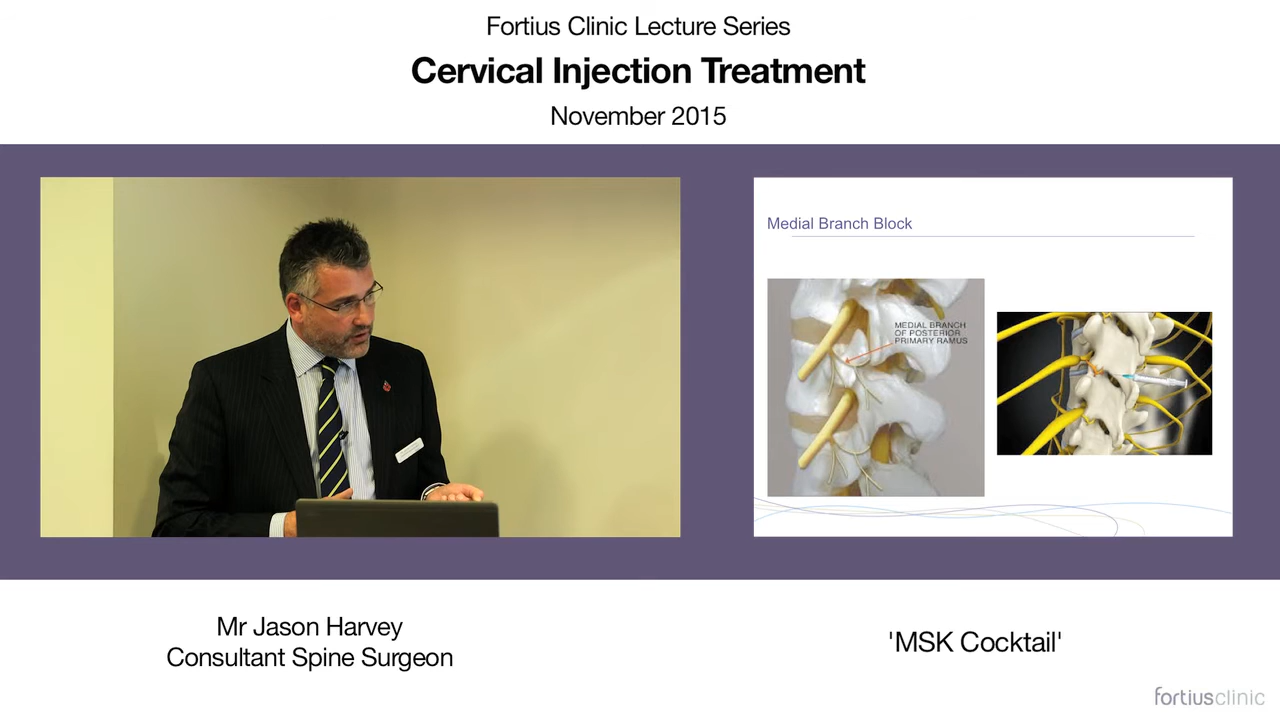 Fortius Clinic Lecture Series
Cervical Injection Treatment
November 2015
Medial Branch Block
MEDIAL BRANCH
OF POSTERIOR
PRIMARY RAMUS
Mr Jason Harvey
Consultant Spine Surgeon
'MSK Cocktail'
fortiusclinic